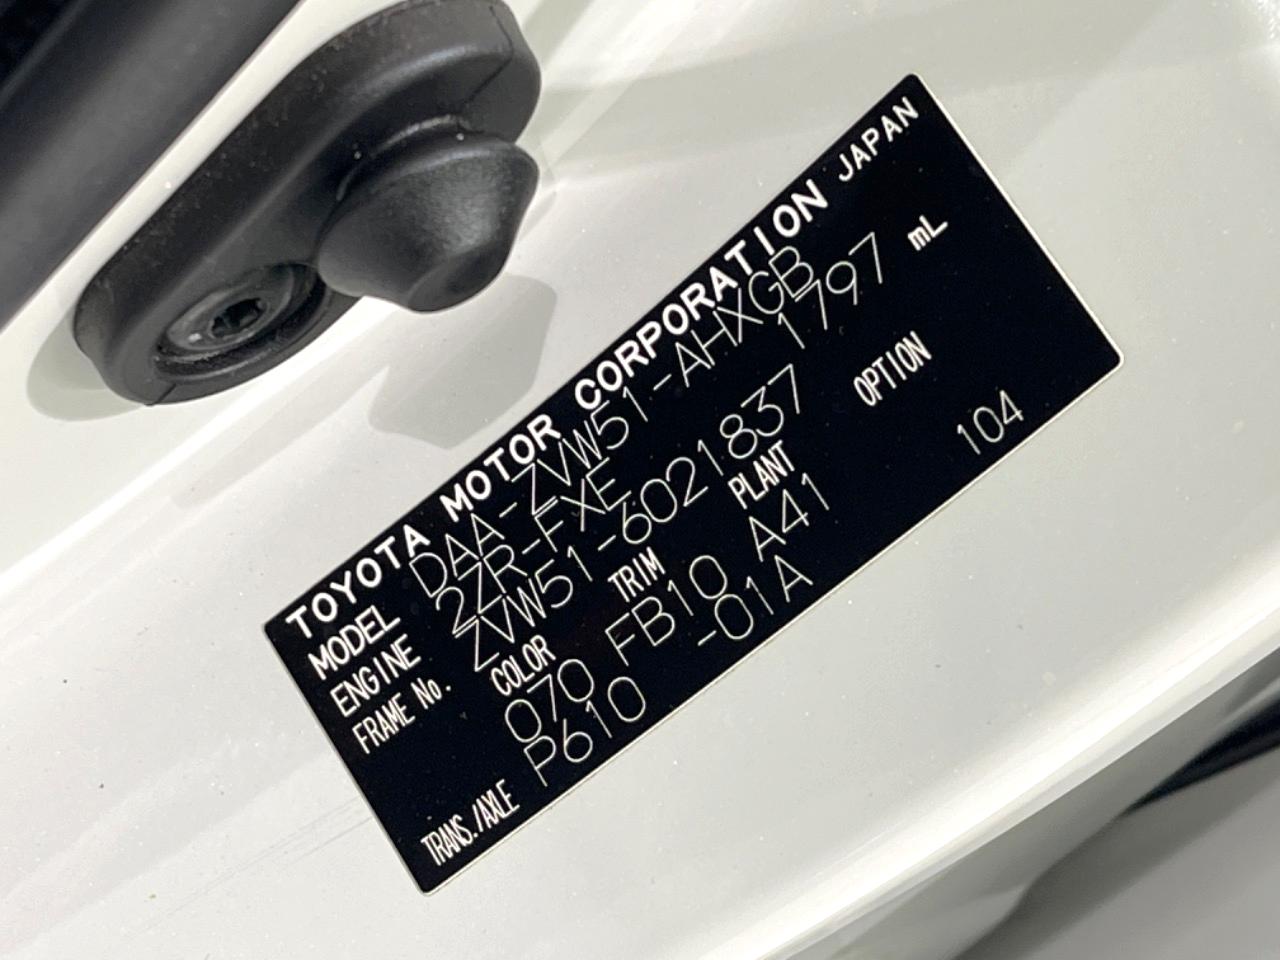 TOYOTA MOTOR CORPORATION JAPAN
MODEL DAA-ZVW51-AHXGB
ENGINE 2ZR-FXE 1797 mL
FRAME No. ZVW51-6021837
COLOR TRIM PLANT OPTION
070 FB10 A41 104
TRANS./AXLE P610 -01A